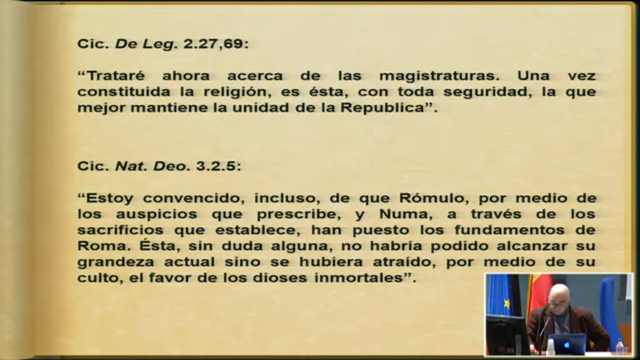 Cic. De Leg. 2.27,69:
“Trataré ahora acerca de las magistraturas. Una vez
constituida la religión, es ésta, con toda seguridad, la que
mejor mantiene la unidad de la Republica”.
Cic. Nat. Deo. 3.2.5:
“Estoy convencido, incluso, de que Rómulo, por medio de
los auspicios que prescribe, y Numa, a través de los
sacrificios que establece, han puesto los fundamentos de
Roma. Ésta, sin duda alguna, no habría podido alcanzar su
grandeza actual sino se hubiera atraído, por medio de su
culto, el favor de los dioses inmortales”.